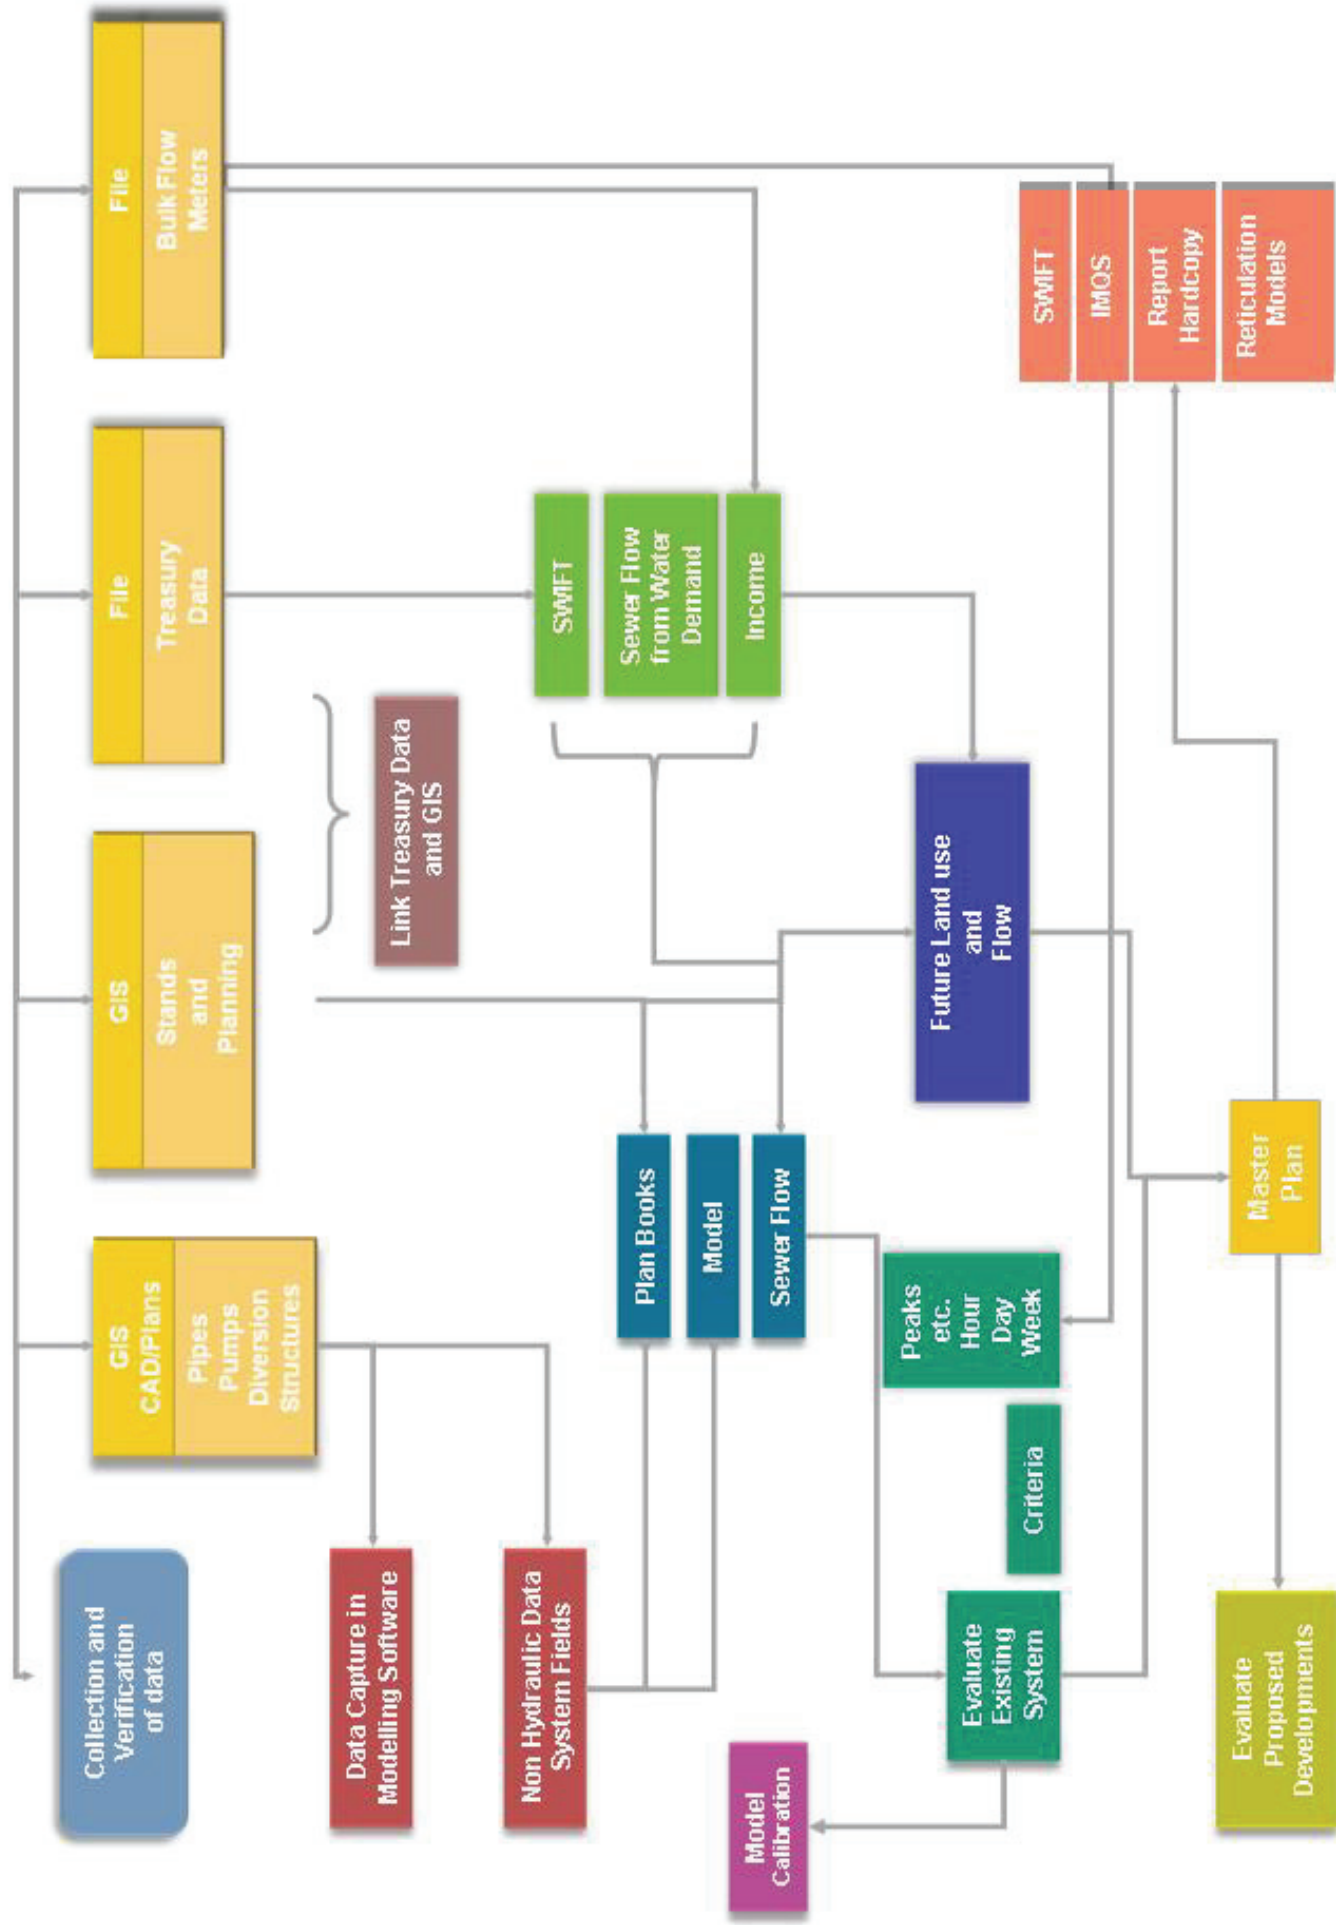 Collection and
Verification
of data
GIS
CAD/Plans
Pipes
Pumps
Diversion
Structures
GIS
Stands
and
Planning
File
Treasury
Data
File
Bulk Flow
Meters
Data Capture in
Modelling Software
Link Treasury Data
and GIS
Non Hydraulic Data
System Fields
Plan Books
Model
Sewer Flow
SWIFT
Sewer Flow
from Water
Demand
Income
Model
Calibration
Evaluate
Existing
System
Criteria
Peaks
etc.
Hour
Day
Week
Future Land use
and
Flow
SWIFT
IMQS
Report
Hardcopy
Reticulation
Models
Evaluate
Proposed
Developments
Master
Plan